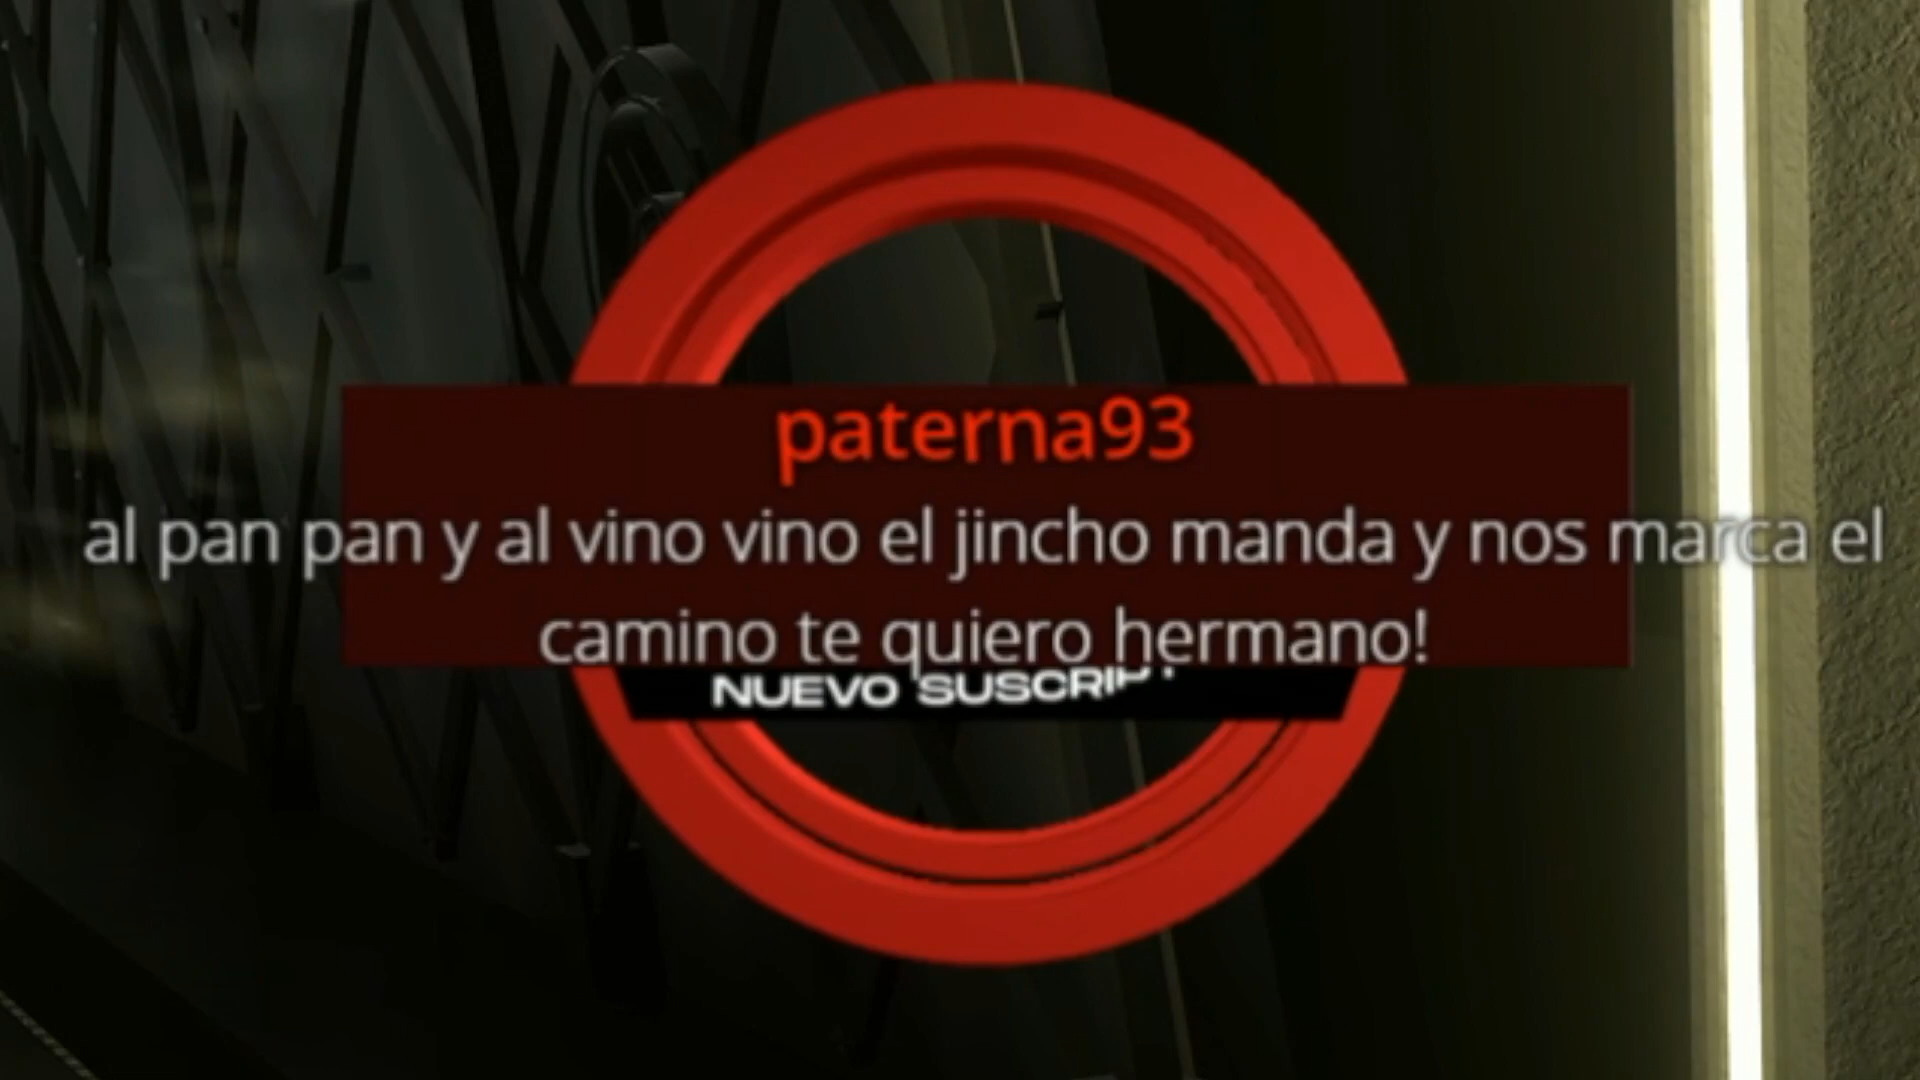 paterna93
al pan pan y al vino vino el jincho manda y nos marca el
camino te quiero hermano!
NUEVO